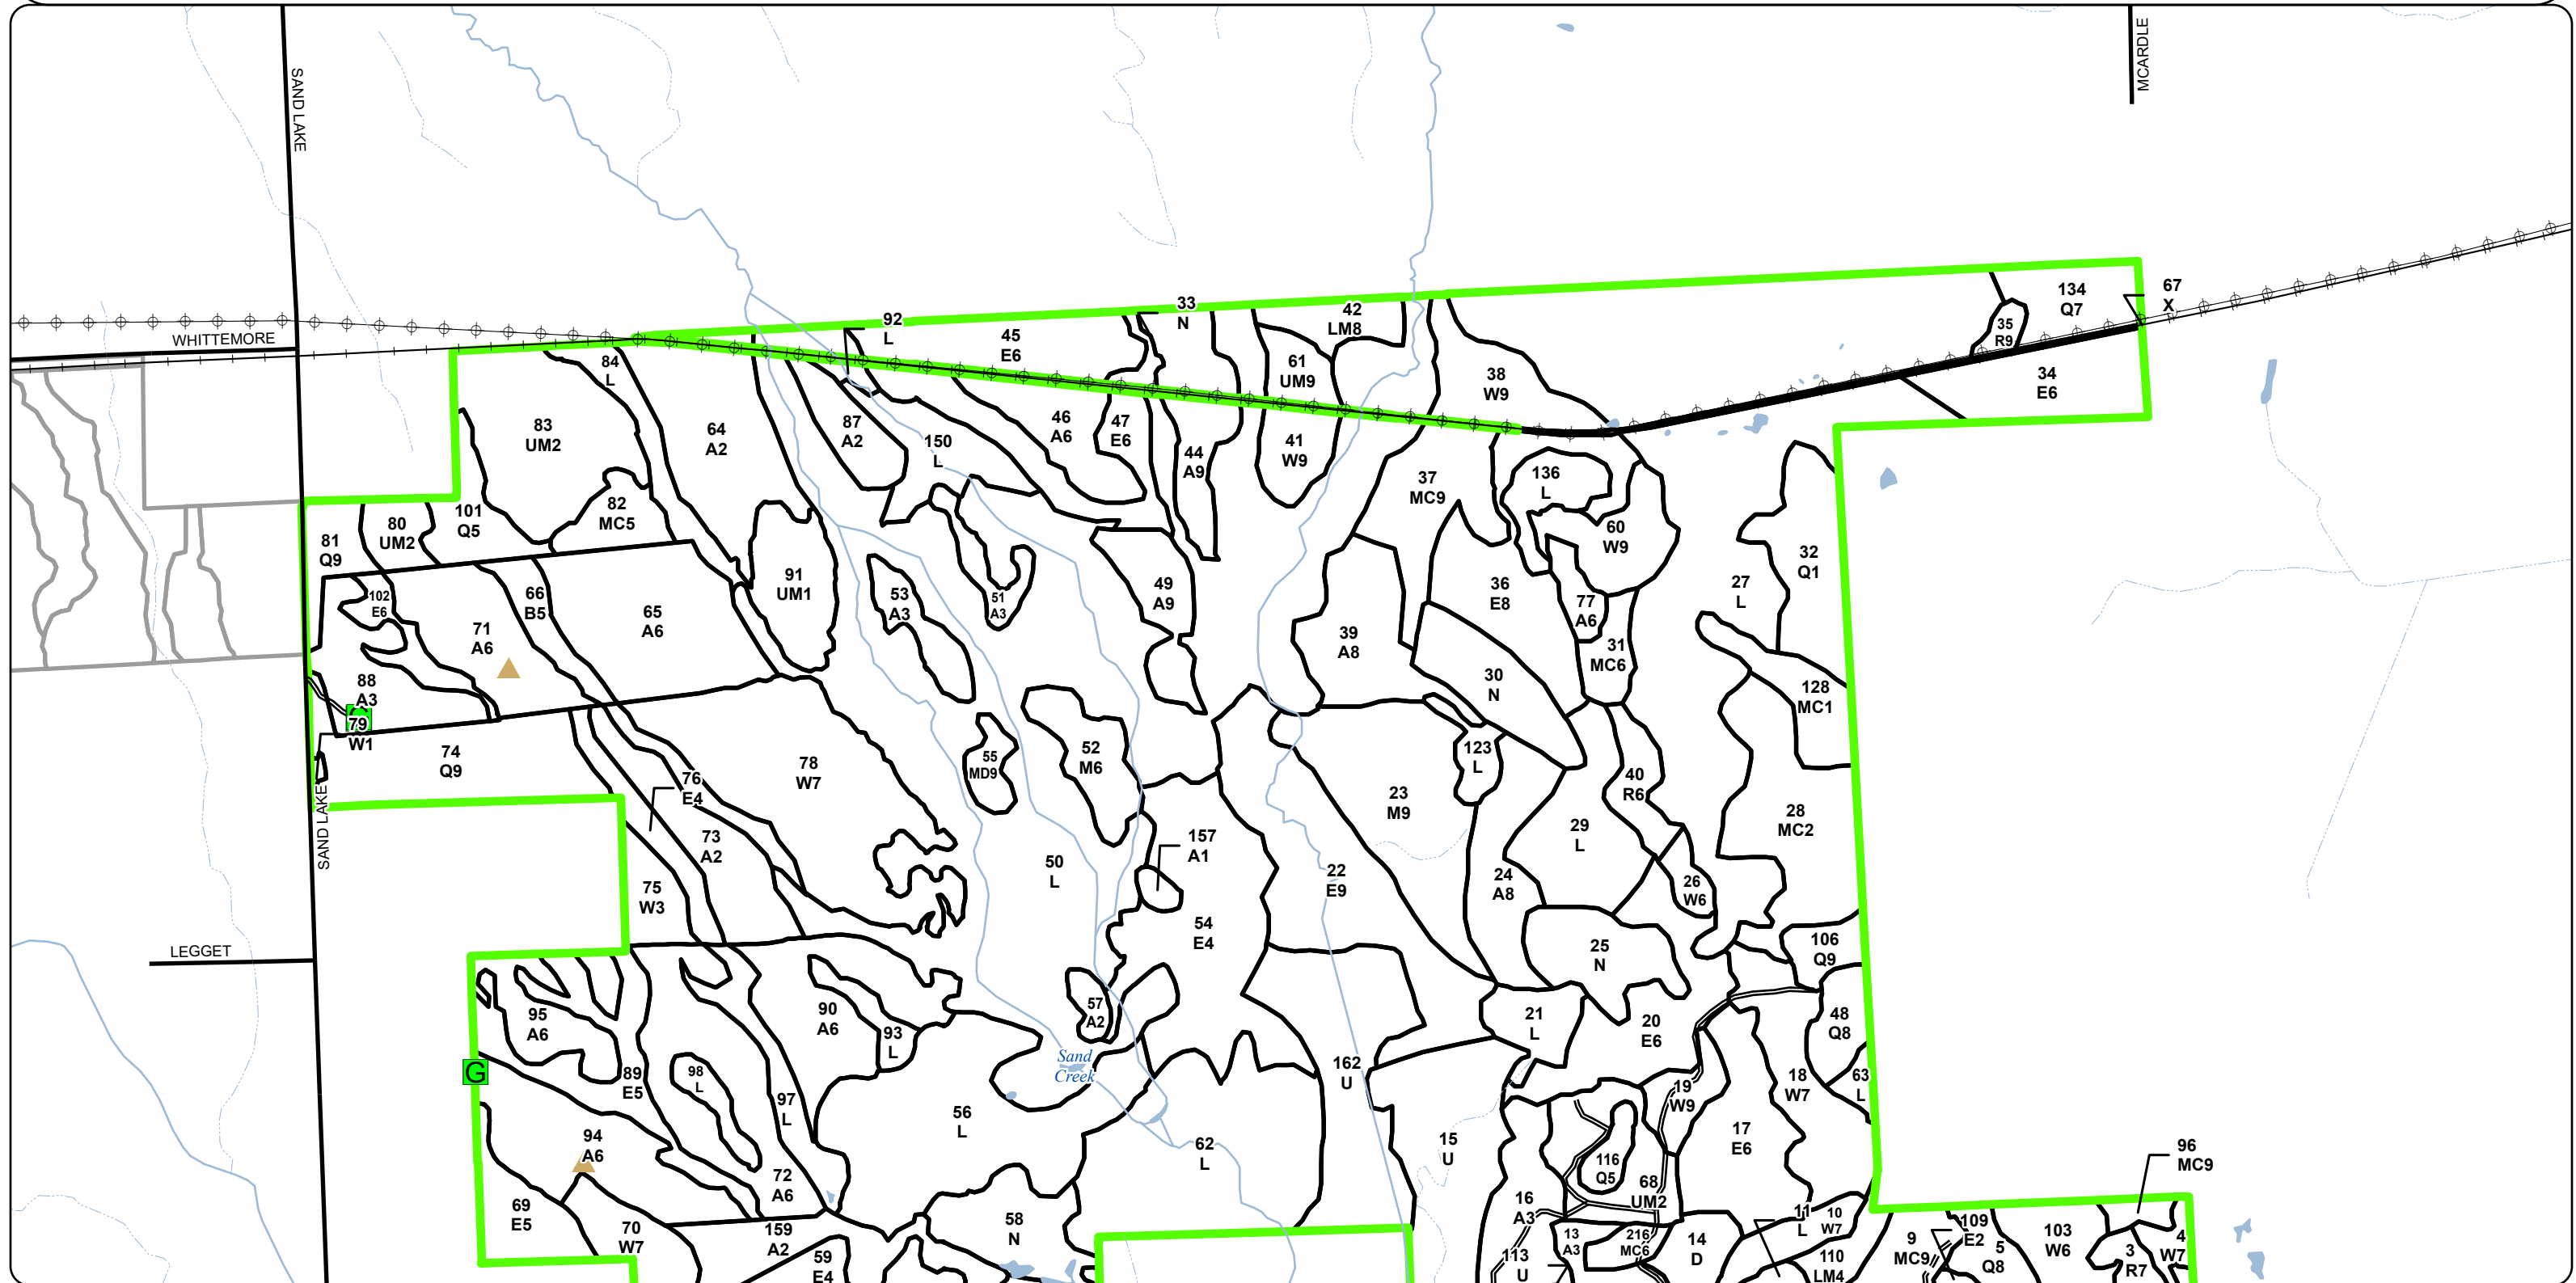 SAND LAKE
MCARDLE
WHITTEMORE
67
X
134
Q7
35
R9
34
E6
92
L
33
N
42
LM8
45
E6
61
UM9
38
W9
84
L
83
UM2
64
A2
87
A2
150
L
46
A6
47
E6
44
A9
41
W9
37
MC9
136
L
60
W9
82
MC5
101
Q5
80
UM2
81
Q9
32
Q1
27
L
102
E6
71
A6
66
B5
65
A6
91
UM1
53
A3
51
A3
49
A9
39
A8
36
E8
77
A6
31
MC6
30
N
128
MC1
88
A3
79
W1
74
Q9
SAND LAKE
76
E4
78
W7
55
MD9
52
M6
123
L
40
R6
23
M9
28
MC2
29
L
73
A2
157
A1
50
L
22
E9
24
A8
26
W6
75
W3
54
E4
25
N
106
Q9
LEGGET
95
A6
90
A6
93
L
57
A2
21
L
20
E6
48
Q8
G
89
E5
98
L
97
L
Sand
Creek
162
U
19
W9
18
W7
63
L
56
L
62
L
15
U
17
E6
94
A6
116
Q5
72
A6
68
UM2
96
MC9
69
E5
70
W7
159
A2
59
E4
58
N
16
A3
13
A3
216
MC6
14
D
11
L
10
W7
110
LM4
113
U
9
MC9
109
E2
5
Q8
103
W6
3
R7
4
W7